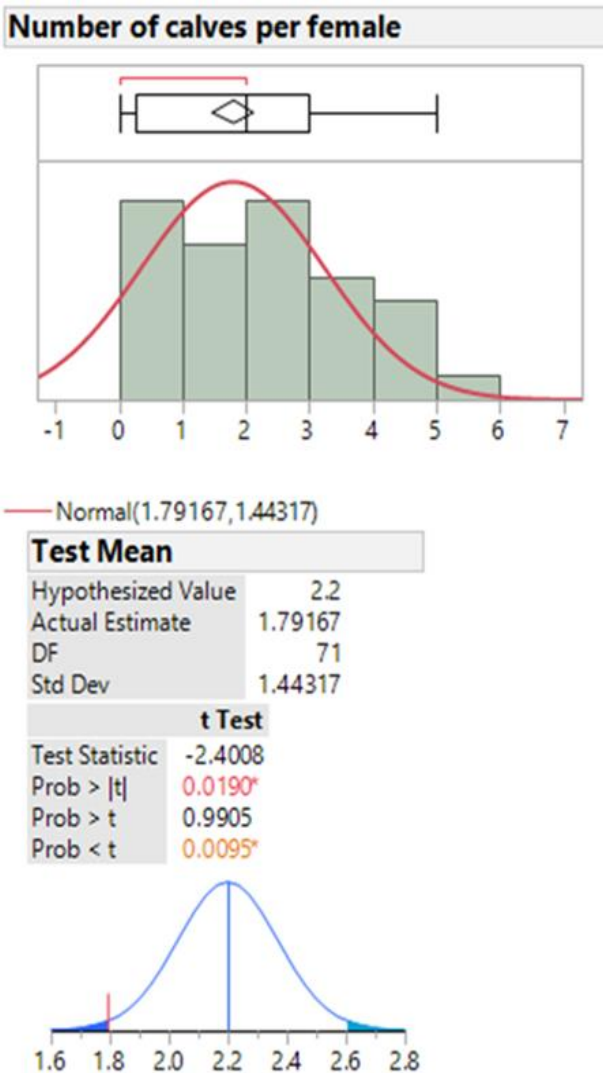 Number of calves per female
-1 0 1 2 3 4 5 6 7
Normal(1.79167,1.44317)
Test Mean
Hypothesized Value 2.2
Actual Estimate 1.79167
DF 71
Std Dev 1.44317
t Test
Test Statistic -2.4008
Prob > |t| 0.0190*
Prob > t 0.9905
Prob < t 0.0095*
1.6 1.8 2.0 2.2 2.4 2.6 2.8